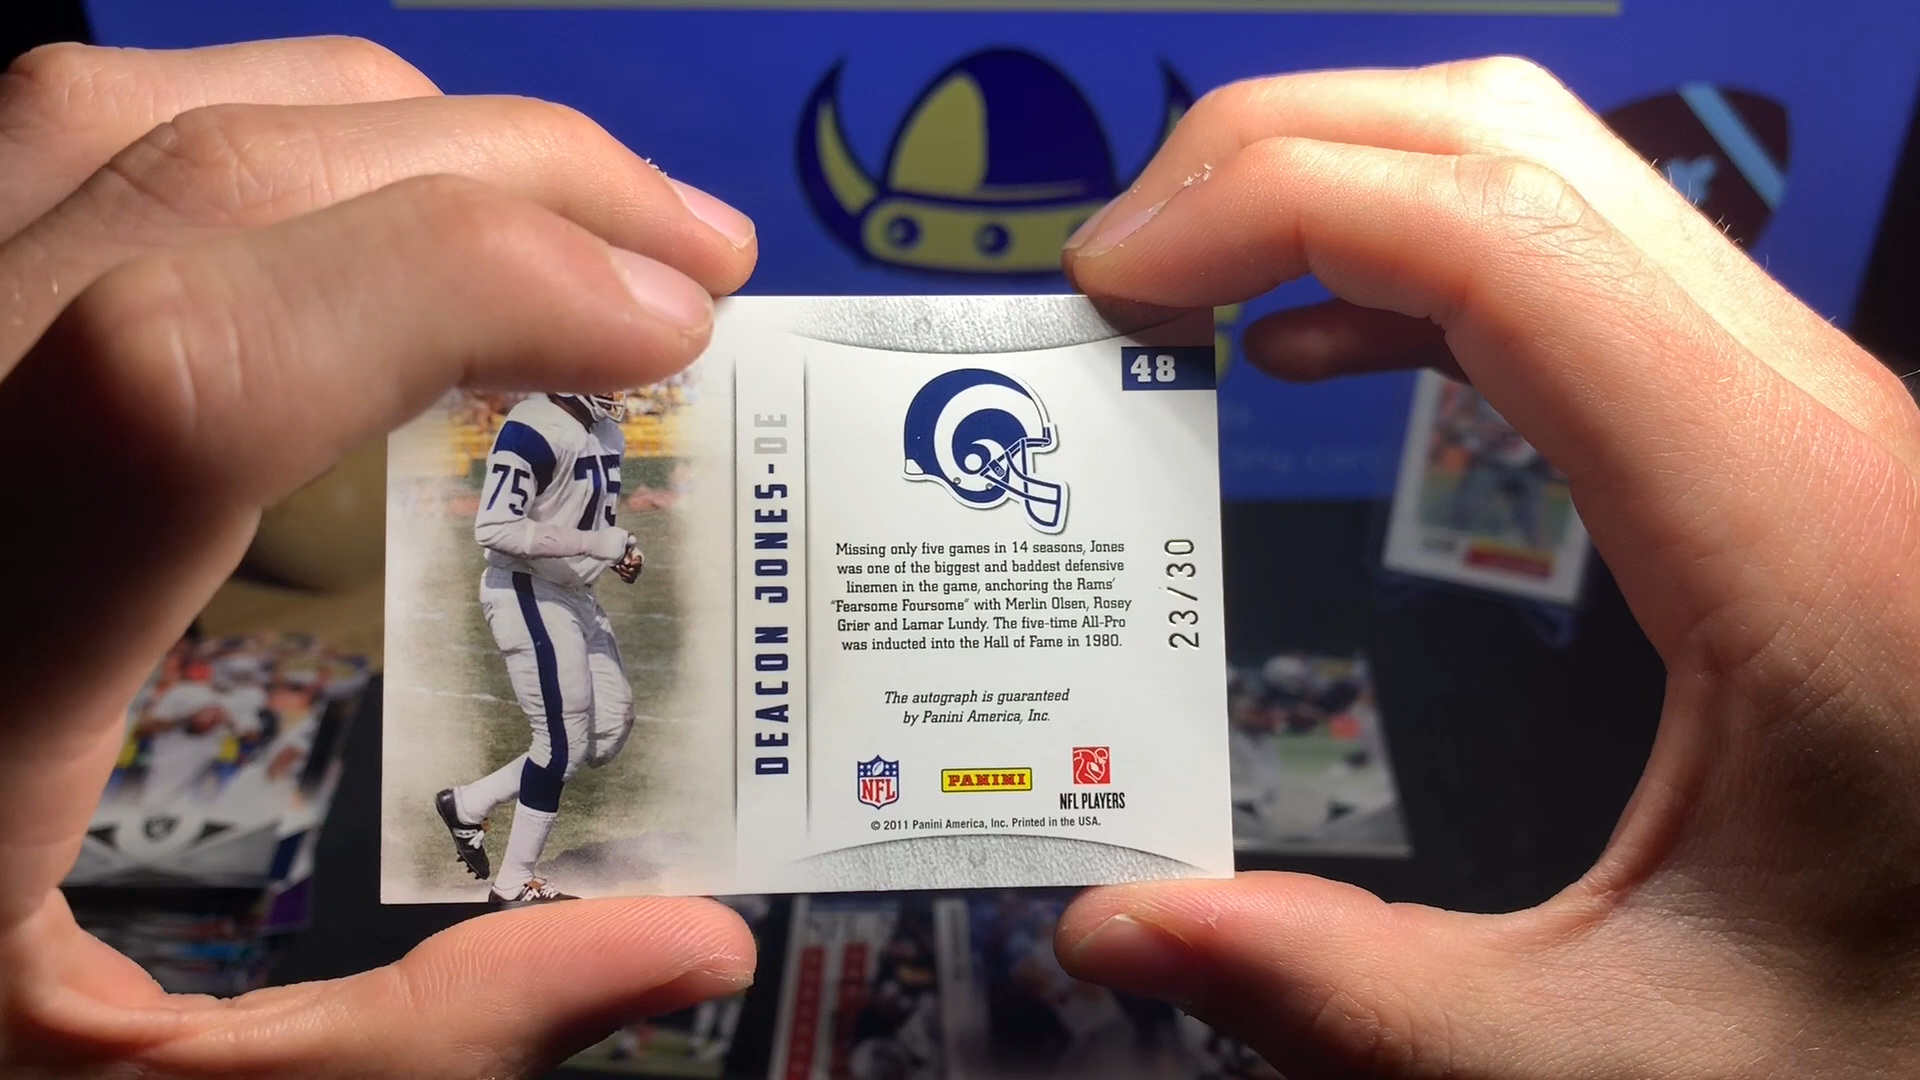 48
75
75
DEACON JONES-DE
Missing only five games in 14 seasons, Jones
was one of the biggest and baddest defensive
linemen in the game, anchoring the Rams'
"Fearsome Foursome" with Merlin Olsen, Rosey
Grier and Lamar Lundy. The five-time All-Pro
was inducted into the Hall of Fame in 1980.
23/30
The autograph is guaranteed
by Panini America, Inc.
NFL
PANINI
NFL PLAYERS
© 2011 Panini America, Inc. Printed in the USA.